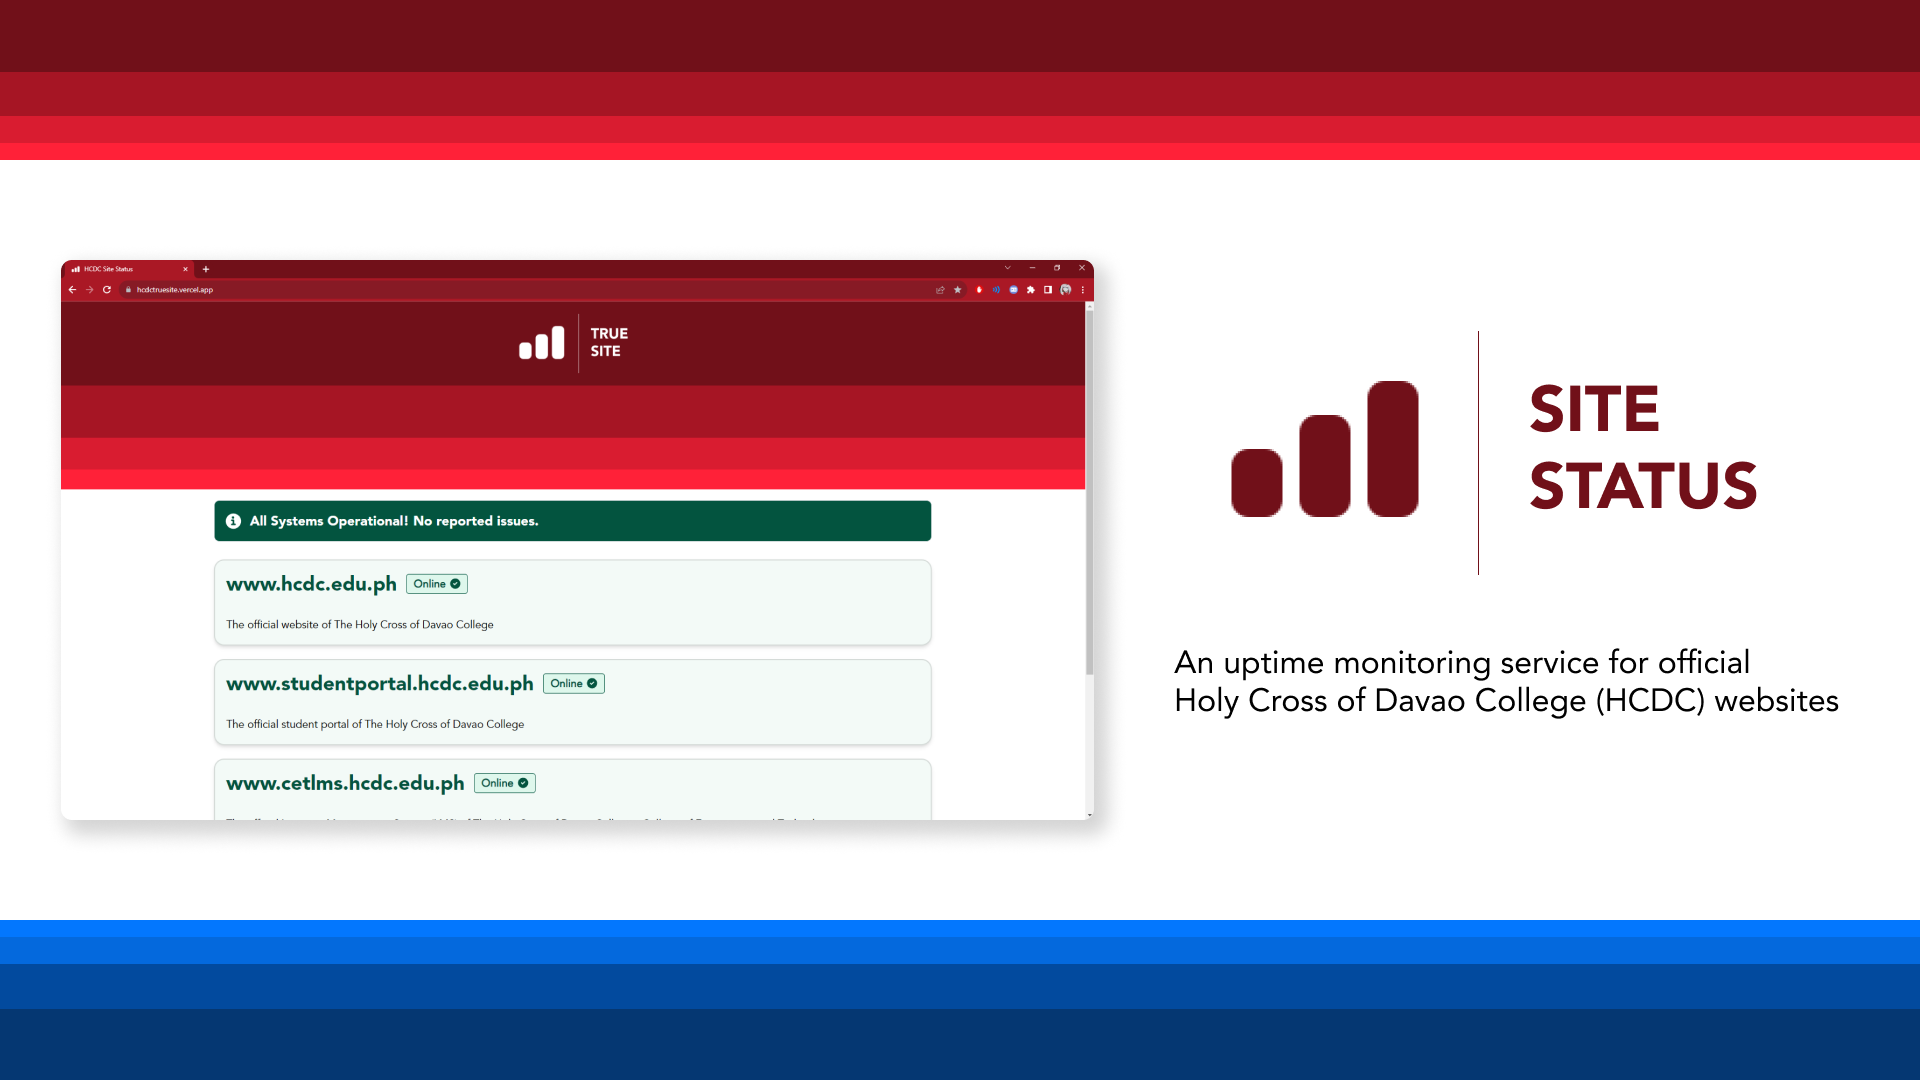 HCDC Site Status
hcdctruesite.vercel.app
TRUE
SITE
All Systems Operational! No reported issues.
www.hcdc.edu.ph Online
The official website of The Holy Cross of Davao College
www.studentportal.hcdc.edu.ph Online
The official student portal of The Holy Cross of Davao College
www.cetlms.hcdc.edu.ph Online
SITE
STATUS
An uptime monitoring service for official
Holy Cross of Davao College (HCDC) websites